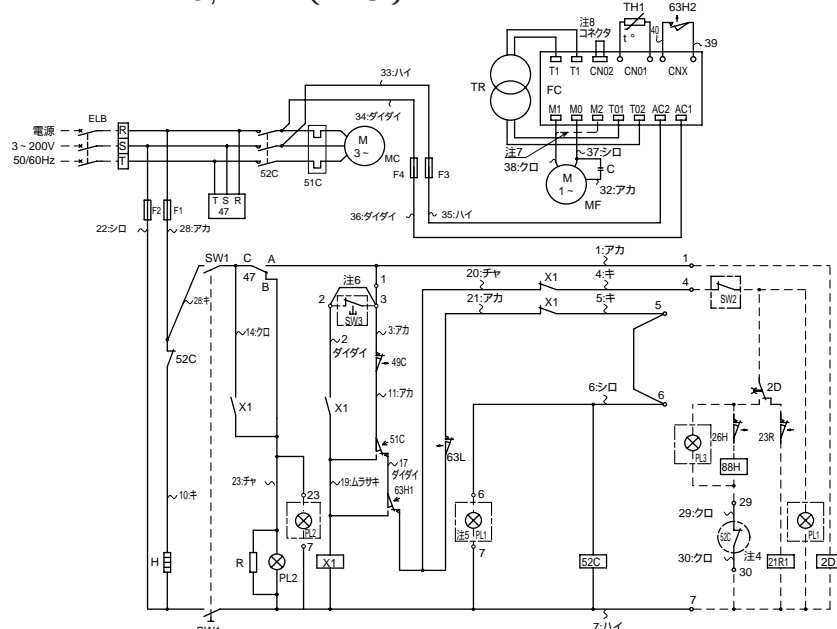 TH1
63H2
注8
コネクタ
t°
40
39
T1
T1
CN02
CN01
CNX
TR
FC
M1
M0
M2
T01
T02
AC2
AC1
33:ハイ
34:ダイダイ
ELB
電源
3~200V
50/60Hz
R
S
T
52C
51C
M
3~
MC
F4
F3
注7
38:クロ
37:シロ
C
32:アカ
M
1~
MF
T S R
47
F2
F1
22:シロ
28:アカ
36:ダイダイ
35:ハイ
SW1
C
47
A
B
1:アカ
1
20:チャ
X1
4:キ
4
21:アカ
X1
5:キ
5
SW2
28:キ
注6
1
2
3
SW3
14:クロ
2
ダイダイ
3:アカ
49C
52C
11:アカ
X1
X1
51C
6:シロ
6
2D
63L
26H
23R
PL3
88H
17
ダイダイ
63H1
10:キ
23:チャ
19:ムラサキ
23
PL2
7
6
注5
PL1
7
29
29:クロ
52C
注4
30:クロ
30
PL1
H
R
PL2
X1
52C
21R1
2D
7
7:ハイ